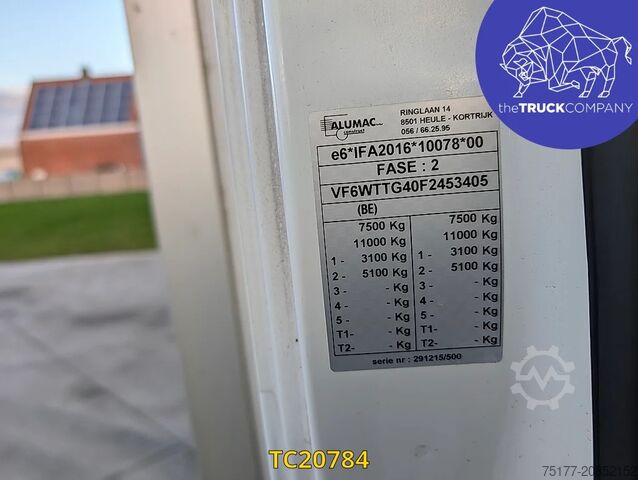 theTRUCKCOMPANY
ALUMAC
construct
RINGLAAN 14
8501 HEULE - KORTRIJK
056 / 66.25.95
e6*IFA2016*10078*00
FASE : 2
VF6WTTG40F2453405
(BE)
7500 Kg 7500 Kg
11000 Kg 11000 Kg
1 - 3100 Kg 1 - 3100 Kg
2 - 5100 Kg 2 - 5100 Kg
3 - - Kg 3 - - Kg
4 - - Kg 4 - - Kg
5 - - Kg 5 - - Kg
T1- - Kg T1- - Kg
T2- - Kg T2- - Kg
serie nr : 291215/500
TC20784